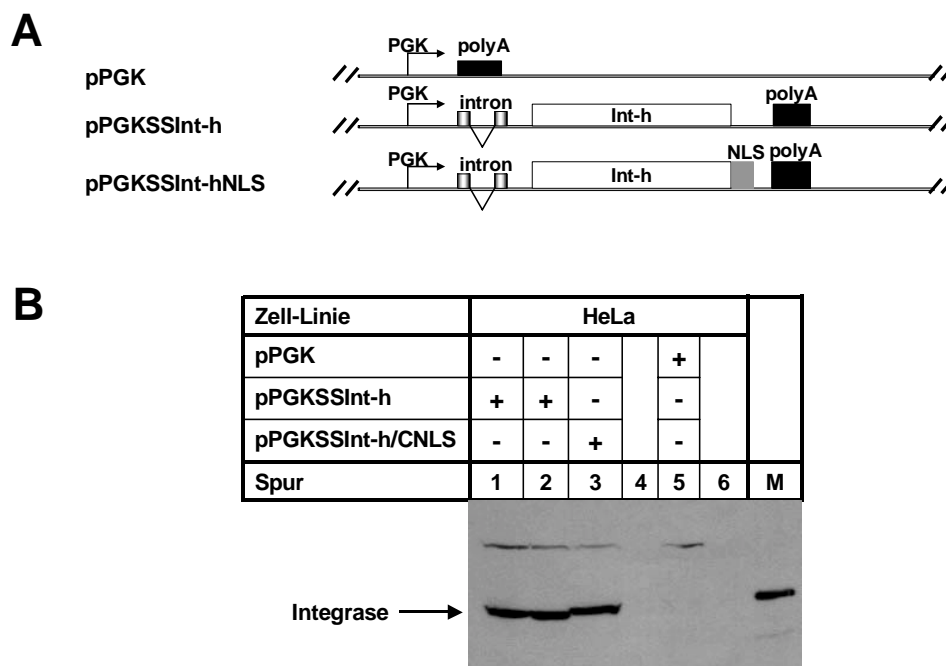 A
PGK polyA
pPGK
PGK intron Int-h polyA
pPGKSSInt-h
PGK intron Int-h NLS polyA
pPGKSSInt-hNLS
B
Zell-Linie HeLa
pPGK - - - +
pPGKSSInt-h + + - -
pPGKSSInt-h/CNLS - - + -
Spur 1 2 3 4 5 6 M
Integrase